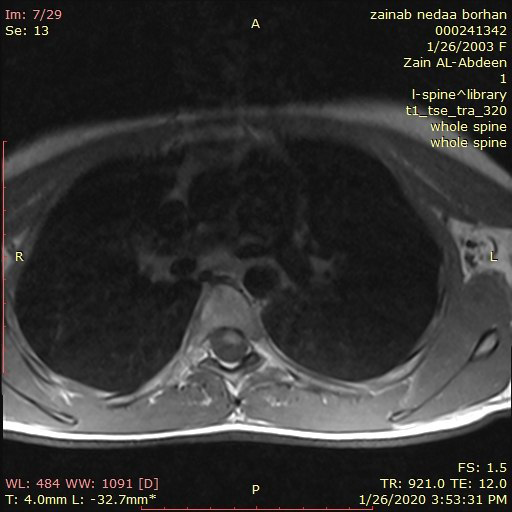 Im: 7/29
Se: 13
A
zainab nedaa borhan
000241342
1/26/2003 F
Zain AL-Abdeen
1
l-spine^library
t1_tse_tra_320
whole spine
whole spine
R
L
WL: 484 WW: 1091 [D]
T: 4.0mm L: -32.7mm*
P
FS: 1.5
TR: 921.0 TE: 12.0
1/26/2020 3:53:31 PM